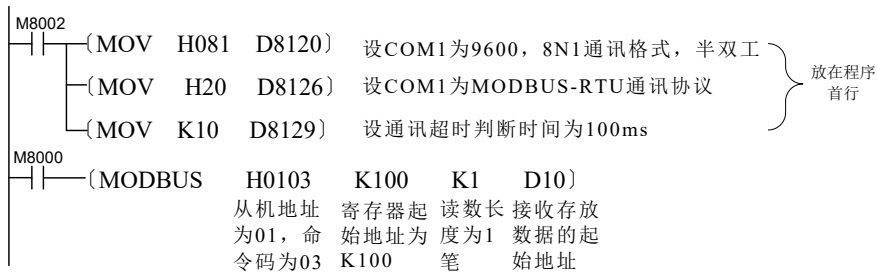 M8002
MOV H081 D8120 设COM1为9600，8N1通讯格式，半双工
MOV H20 D8126 设COM1为MODBUS-RTU通讯协议
MOV K10 D8129 设通讯超时判断时间为100ms
放在程序
首行
M8000
MODBUS H0103 K100 K1 D10
从机地址 寄存器起 读数长 接收存放
为01，命 始地址为 度为1 数据的起
令码为03 K100 笔 始地址